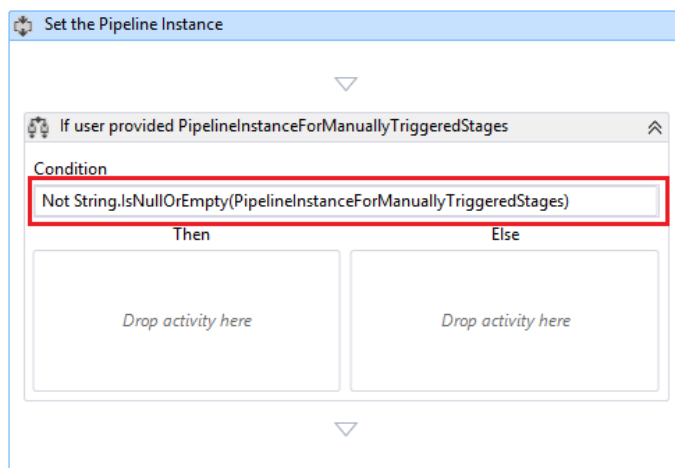 Set the Pipeline Instance
If user provided PipelineInstanceForManuallyTriggeredStages
Condition
Not String.IsNullOrEmpty(PipelineInstanceForManuallyTriggeredStages)
Then Else
Drop activity here Drop activity here